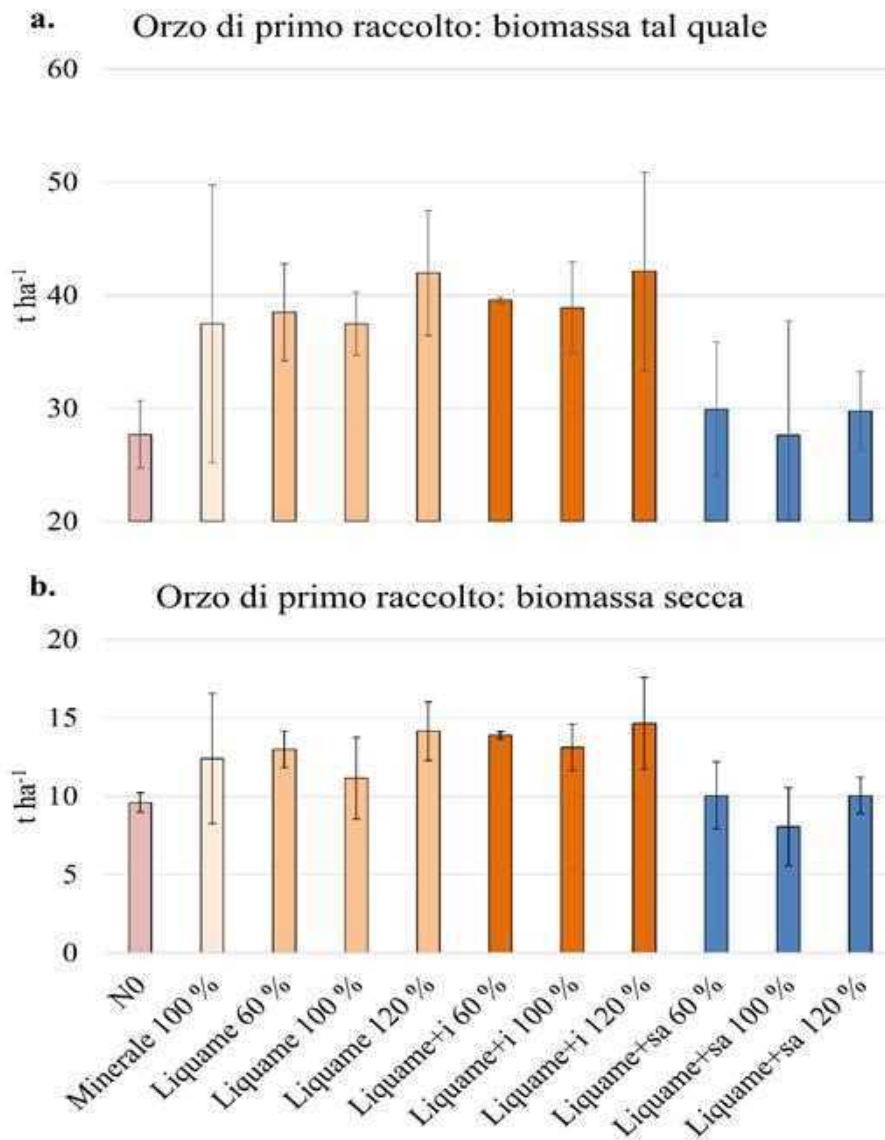 a. Orzo di primo raccolto: biomassa tal quale
60
50
40
30
20
t ha⁻¹
b. Orzo di primo raccolto: biomassa secca
20
15
10
5
0
t ha⁻¹
N0
Minerale 100 %
Liquame 60 %
Liquame 100 %
Liquame 120 %
Liquame+i 60 %
Liquame+i 100 %
Liquame+i 120 %
Liquame+sa 60 %
Liquame+sa 100 %
Liquame+sa 120 %